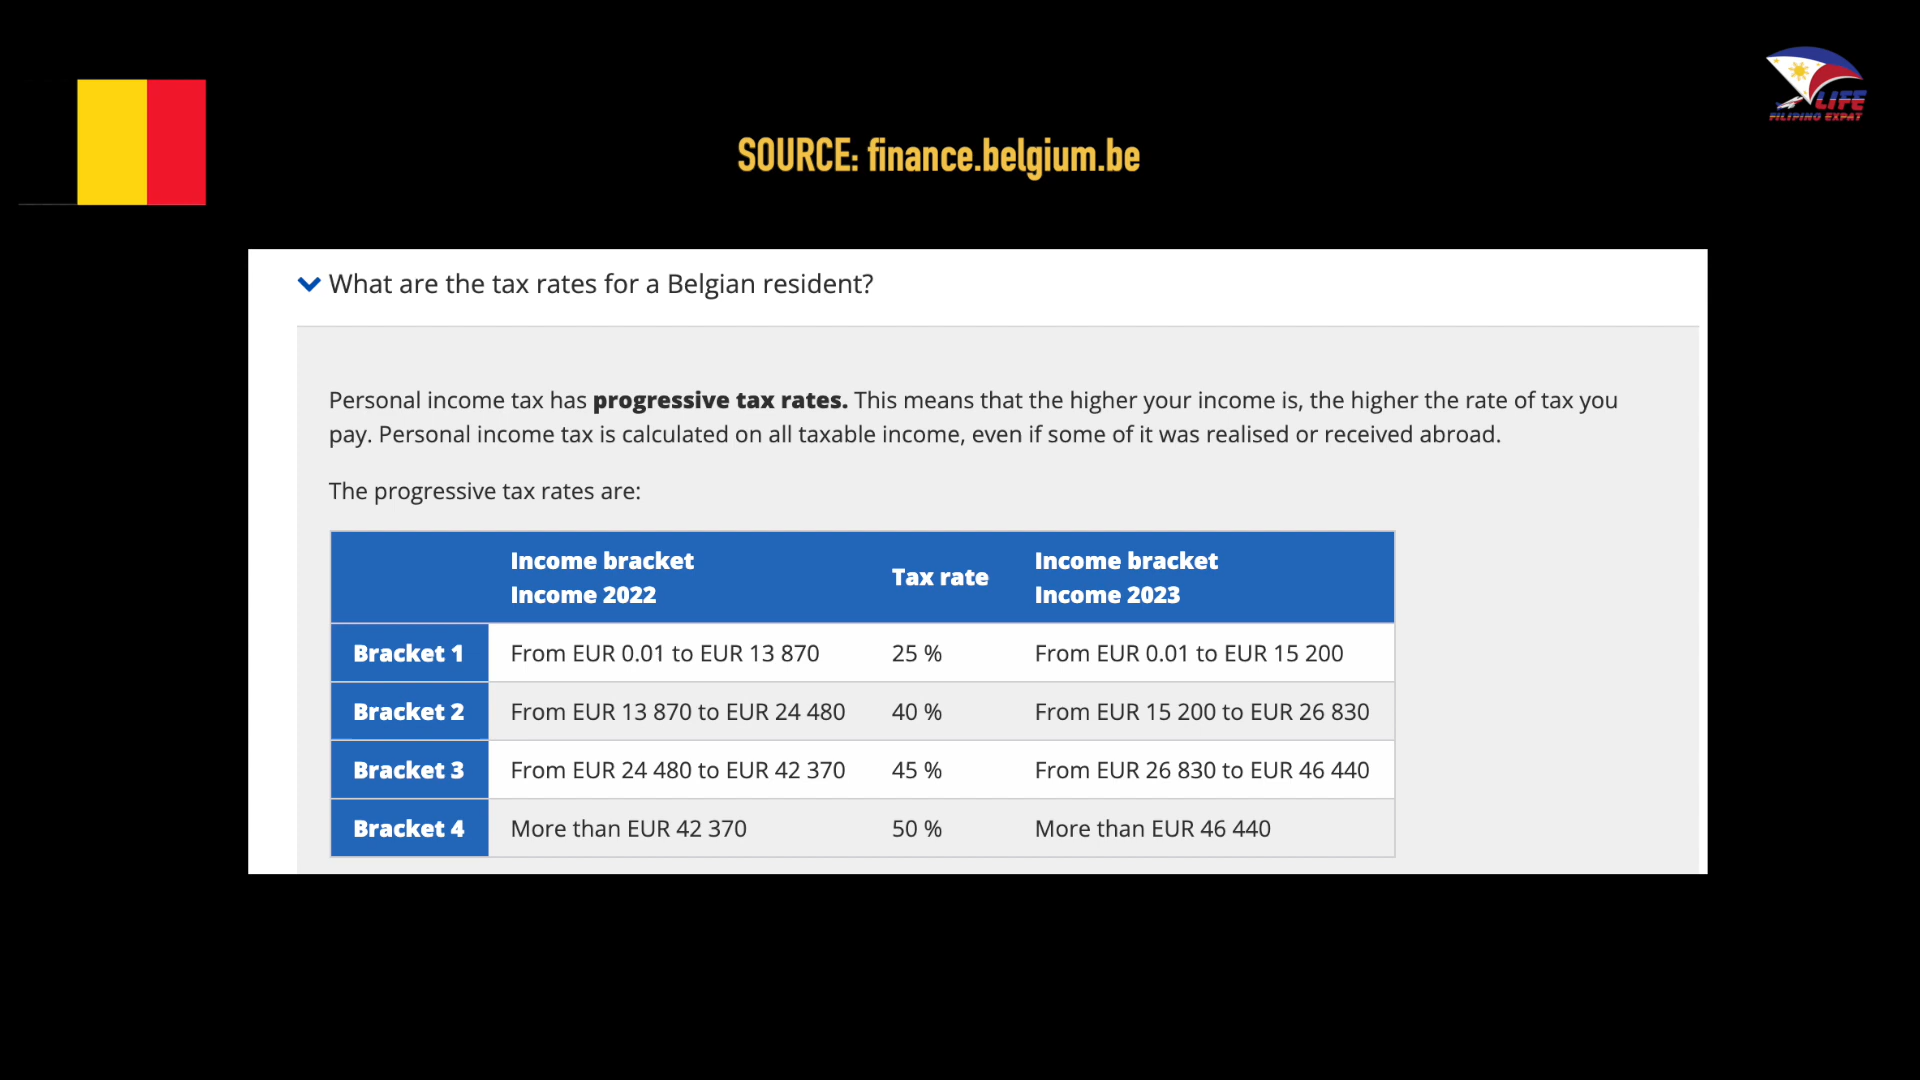 LIFE
FILIPINO EXPAT
SOURCE: finance.belgium.be
What are the tax rates for a Belgian resident?
Personal income tax has progressive tax rates. This means that the higher your income is, the higher the rate of tax you
pay. Personal income tax is calculated on all taxable income, even if some of it was realised or received abroad.
The progressive tax rates are:
Income bracket
Income 2022
Tax rate
Income bracket
Income 2023
Bracket 1 From EUR 0.01 to EUR 13 870 25 % From EUR 0.01 to EUR 15 200
Bracket 2 From EUR 13 870 to EUR 24 480 40 % From EUR 15 200 to EUR 26 830
Bracket 3 From EUR 24 480 to EUR 42 370 45 % From EUR 26 830 to EUR 46 440
Bracket 4 More than EUR 42 370 50 % More than EUR 46 440